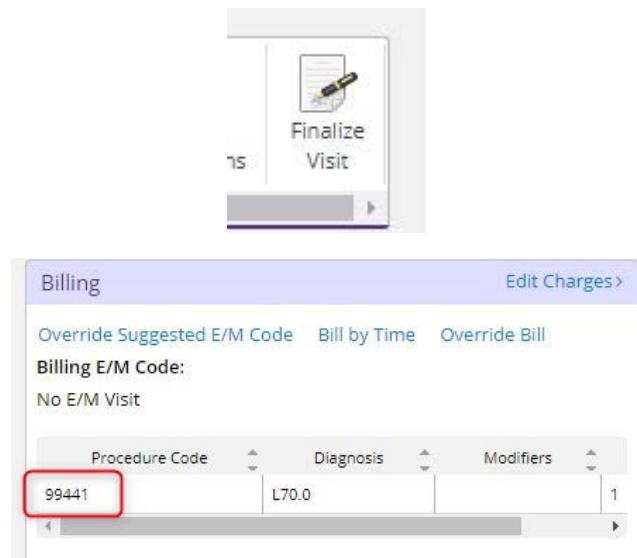 Finalize
ns Visit
Billing Edit Charges>
Override Suggested E/M Code Bill by Time Override Bill
Billing E/M Code:
No E/M Visit
Procedure Code Diagnosis Modifiers
99441 L70.0 1